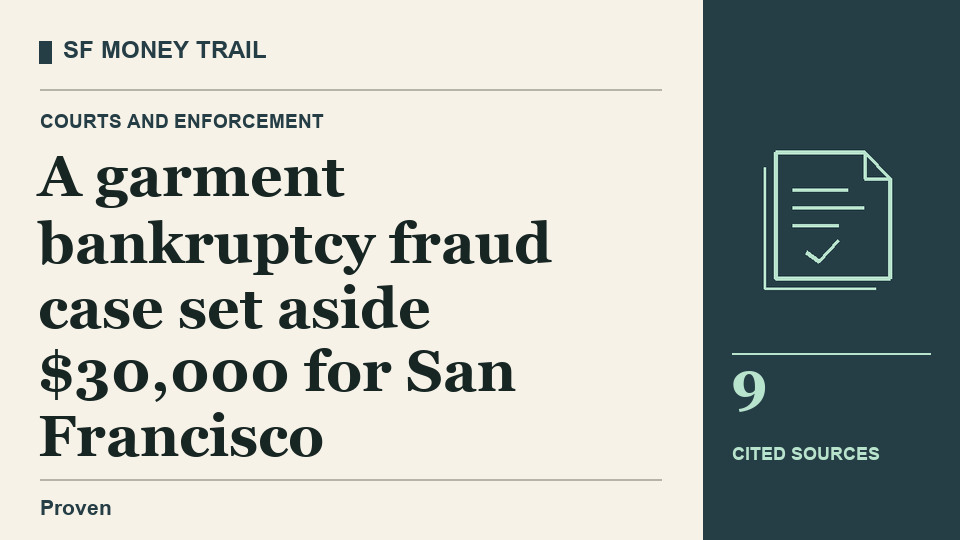 SF MONEY TRAIL
COURTS AND ENFORCEMENT
A garment
bankruptcy fraud
case set aside
$30,000 for San
Francisco
Proven
9
CITED SOURCES